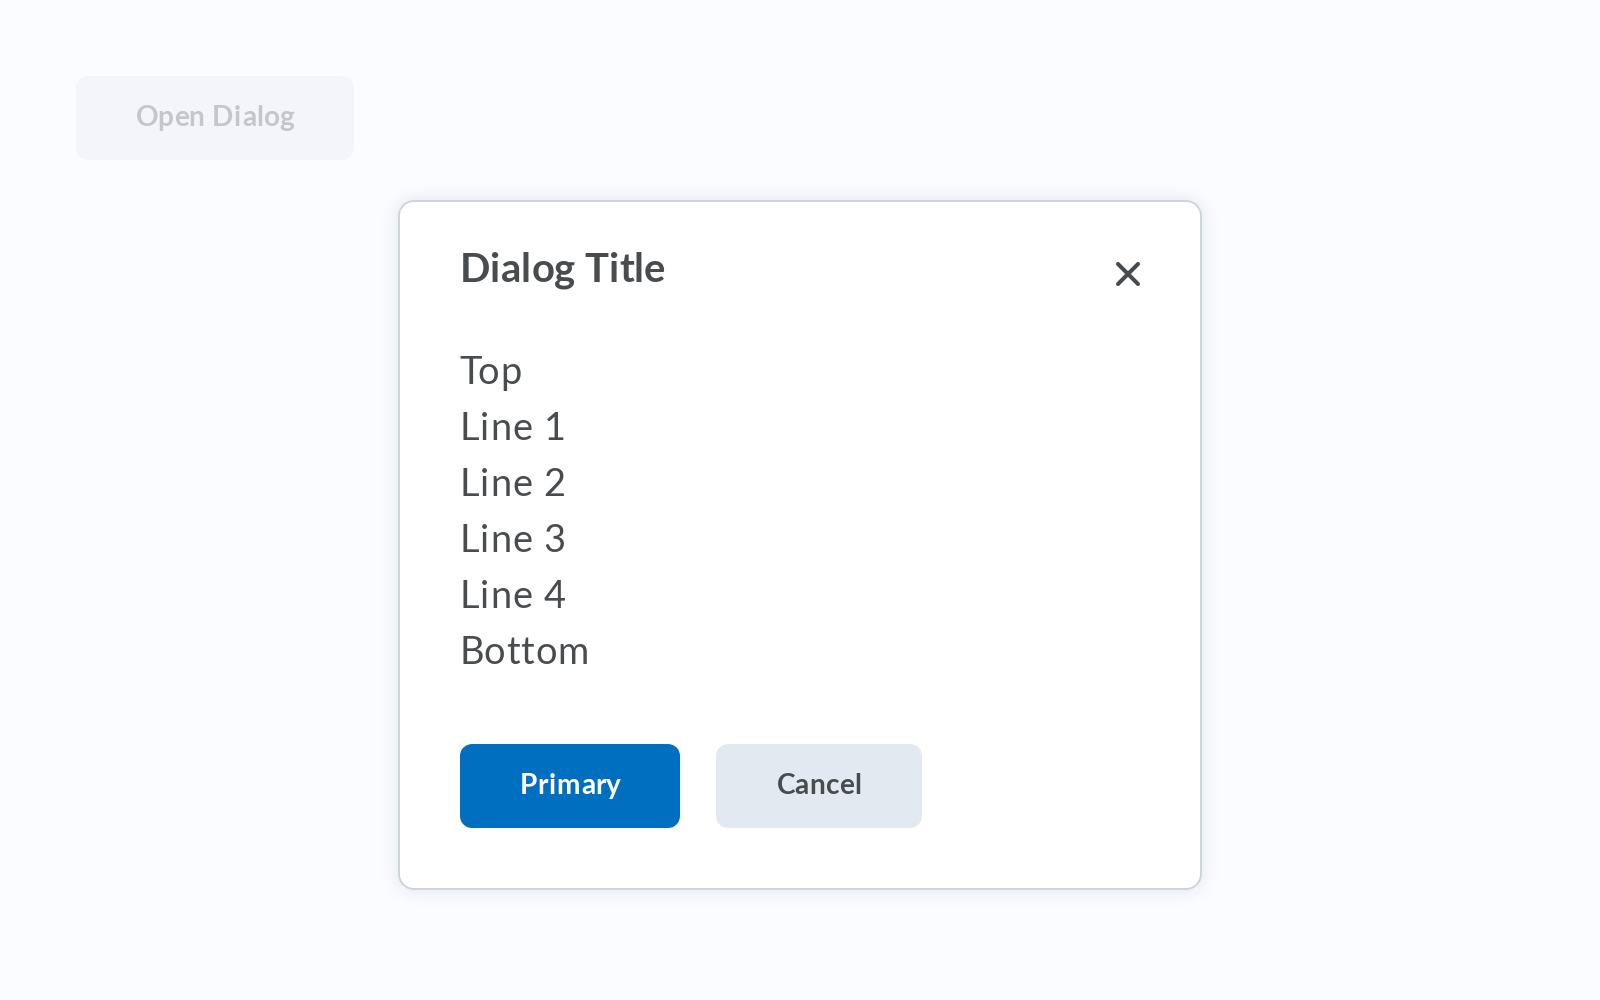 Open Dialog
Dialog Title
Top
Line 1
Line 2
Line 3
Line 4
Bottom
Primary
Cancel